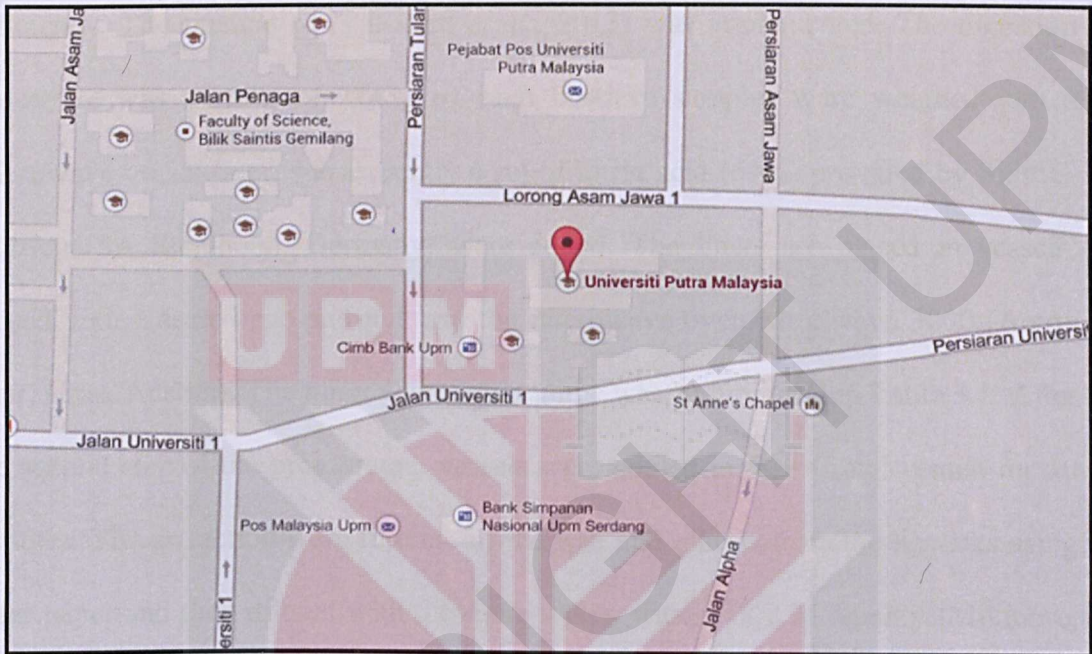 Jalan Asam Ja
Persiaran Tular
Pejabat Pos Universiti
Putra Malaysia
Persiaran Asam Jawa
Jalan Penaga
Faculty of Science,
Bilik Saintis Gemilang
Lorong Asam Jawa 1
Universiti Putra Malaysia
Cimb Bank Upm
Persiaran Universi
Jalan Universiti 1
St Anne's Chapel
Jalan Universiti 1
Pos Malaysia Upm
Bank Simpanan
Nasional Upm Serdang
Jalan Alpha
ersiti 1
UPM
COPYRIGHT UPM